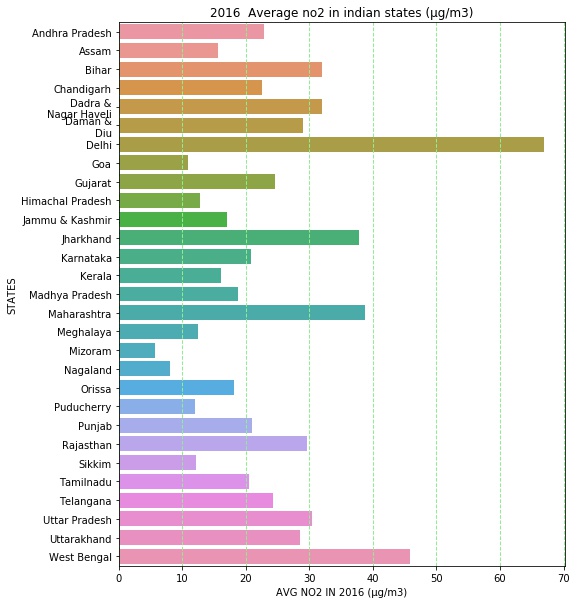 2016  Average no2 in indian states (µg/m3)
STATES
Andhra Pradesh
Assam
Bihar
Chandigarh
Dadra &
Nagar Haveli
Daman &
Diu
Delhi
Goa
Gujarat
Himachal Pradesh
Jammu & Kashmir
Jharkhand
Karnataka
Kerala
Madhya Pradesh
Maharashtra
Meghalaya
Mizoram
Nagaland
Orissa
Puducherry
Punjab
Rajasthan
Sikkim
Tamilnadu
Telangana
Uttar Pradesh
Uttarakhand
West Bengal
0 10 20 30 40 50 60 70
AVG NO2 IN 2016 (µg/m3)